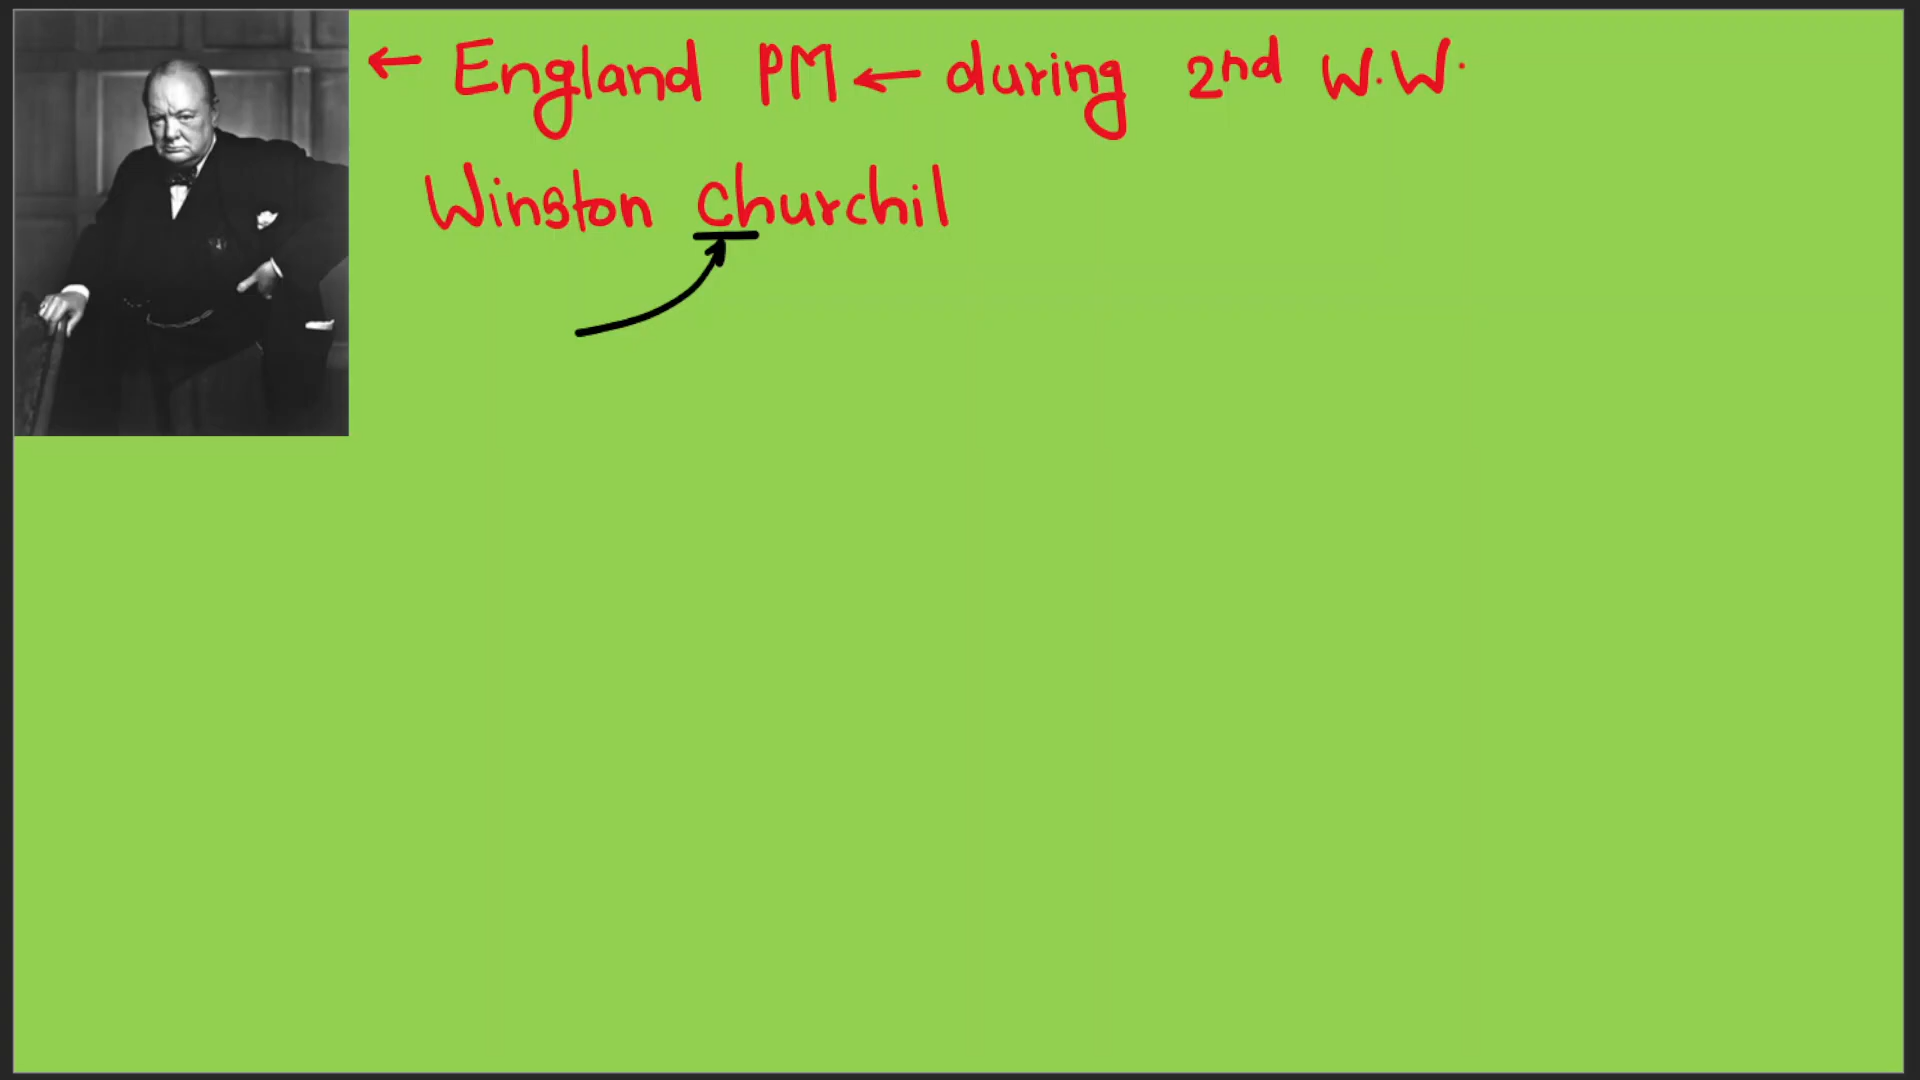 ← England PM ← during 2nd W.W.
Winston Churchil